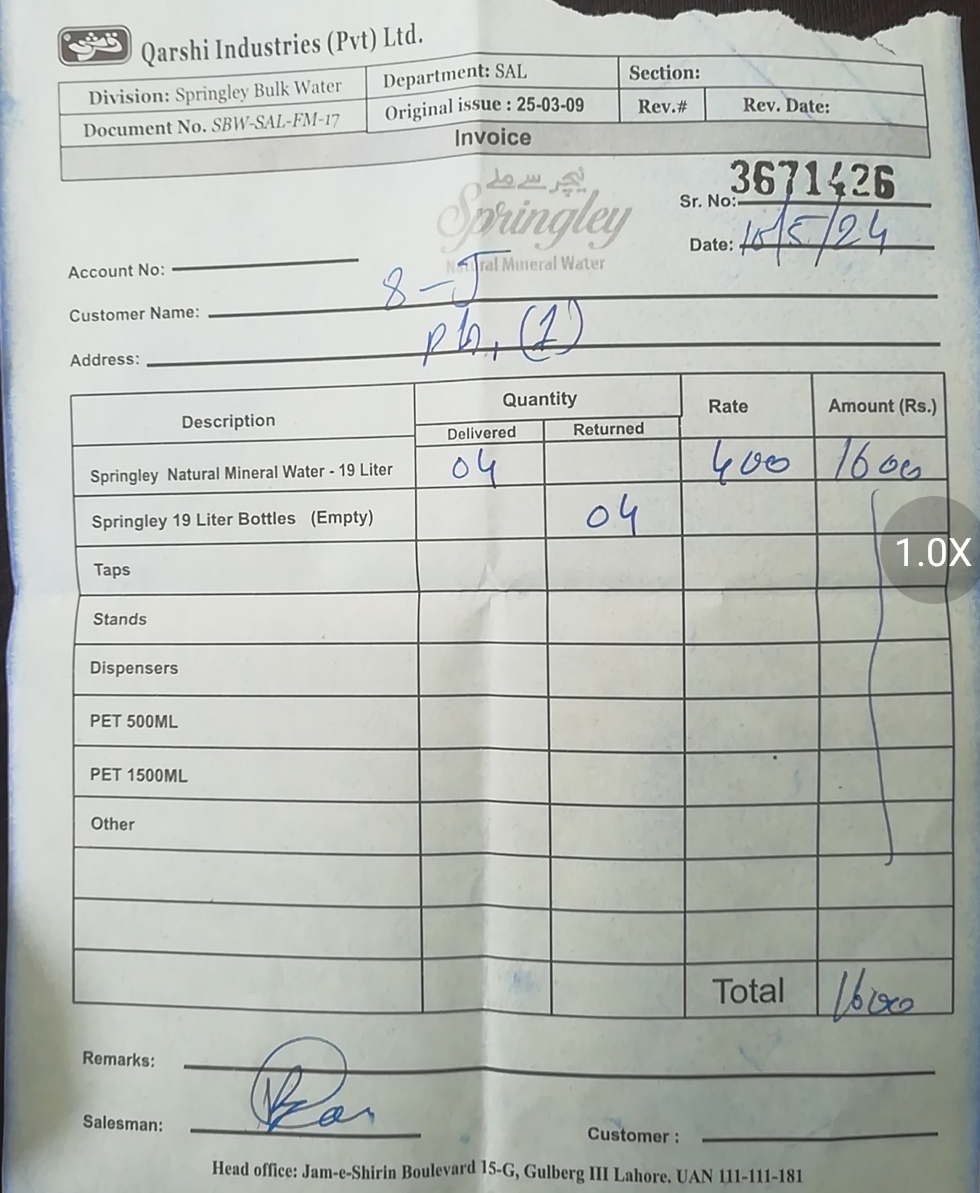 قرشی Qarshi Industries (Pvt) Ltd.
Division: Springley Bulk Water Department: SAL Section:
Document No. SBW-SAL-FM-17 Original issue : 25-03-09 Rev.# Rev. Date:
Invoice
نیچر سے ملے
Springley
Natural Mineral Water
Sr. No: 3671426
Date: 10/5/24
Account No:
Customer Name: 8-J
Address: ph, (1)
Description Quantity Rate Amount (Rs.)
Delivered Returned
Springley Natural Mineral Water - 19 Liter 04 400 1600
Springley 19 Liter Bottles (Empty) 04
1.0X
Taps
Stands
Dispensers
PET 500ML
PET 1500ML
Other
Total 1600
Remarks:
Salesman:
Customer :
Head office: Jam-e-Shirin Boulevard 15-G, Gulberg III Lahore. UAN 111-111-181